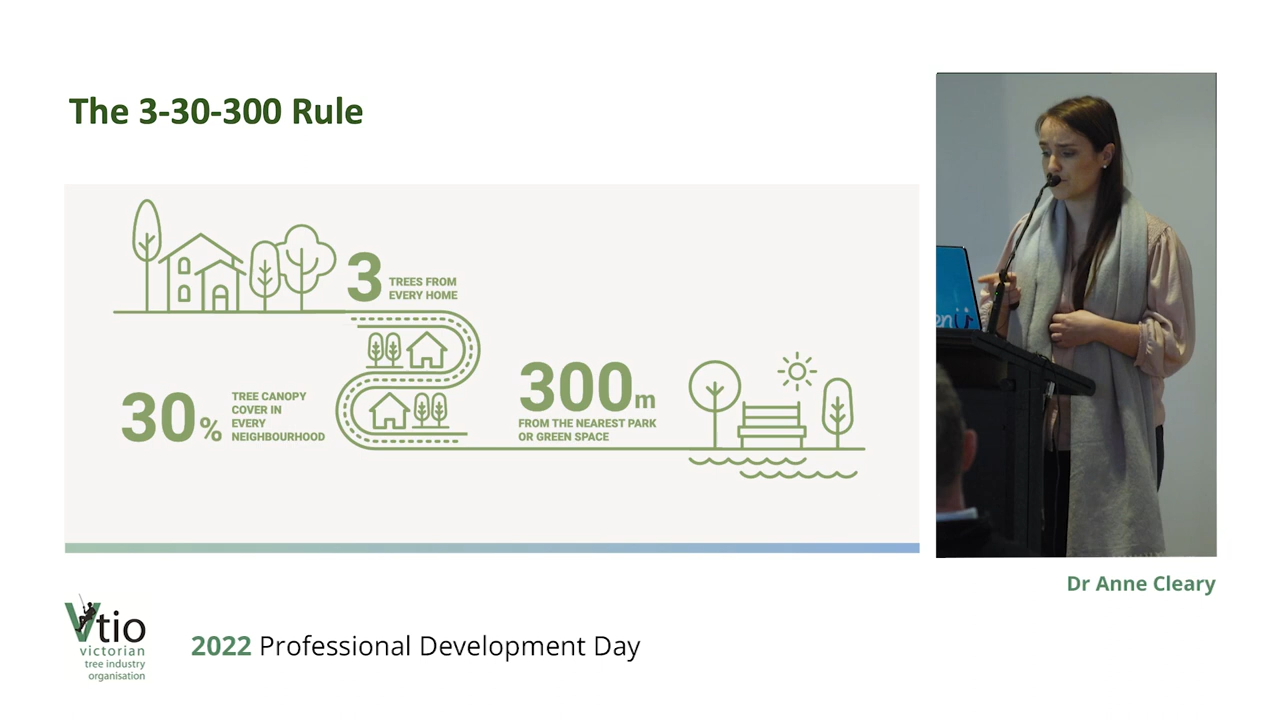 The 3-30-300 Rule
3
TREES FROM
EVERY HOME
30%
TREE CANOPY
COVER IN
EVERY
NEIGHBOURHOOD
300m
FROM THE NEAREST PARK
OR GREEN SPACE
Dr Anne Cleary
Vtio
victorian
tree industry
organisation
2022 Professional Development Day